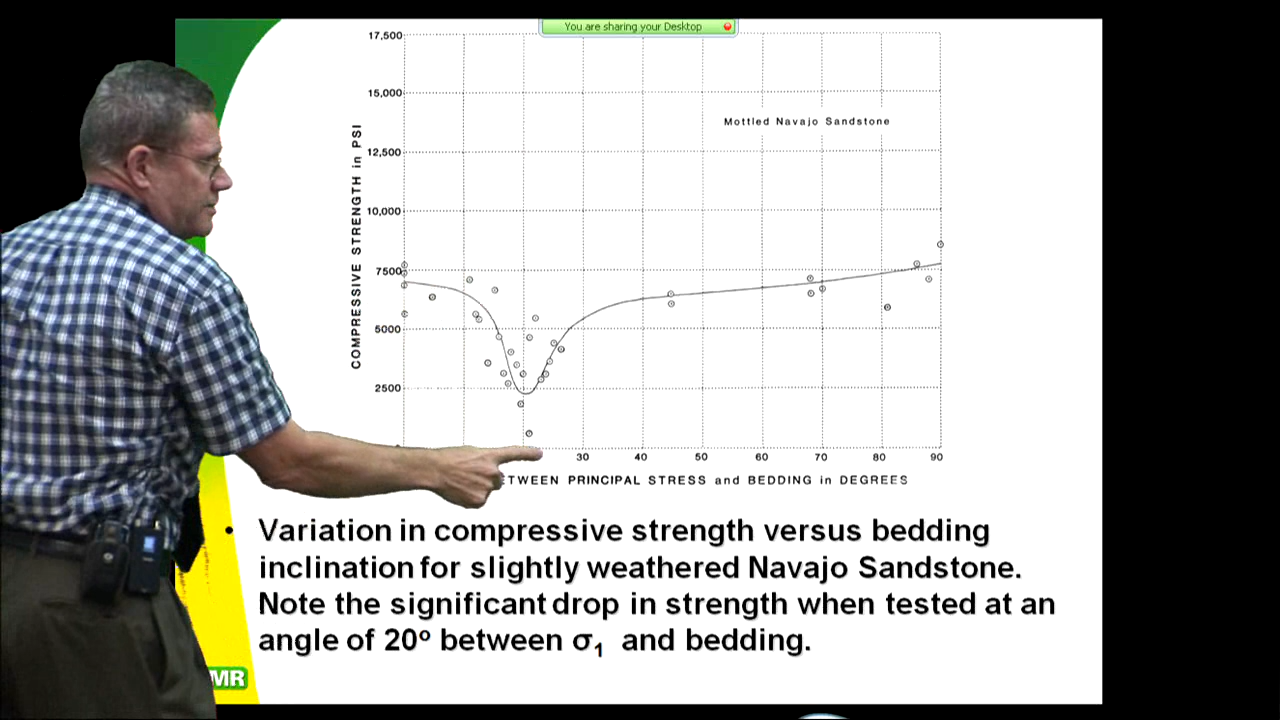 You are sharing your Desktop
17,500
15,000
12,500
10,000
7500
5000
2500
COMPRESSIVE STRENGTH in PSI
Mottled Navajo Sandstone
30 40 50 60 70 80 90
BETWEEN PRINCIPAL STRESS and BEDDING in DEGREES
• Variation in compressive strength versus bedding
inclination for slightly weathered Navajo Sandstone.
Note the significant drop in strength when tested at an
angle of 20º between σ1 and bedding.
MR